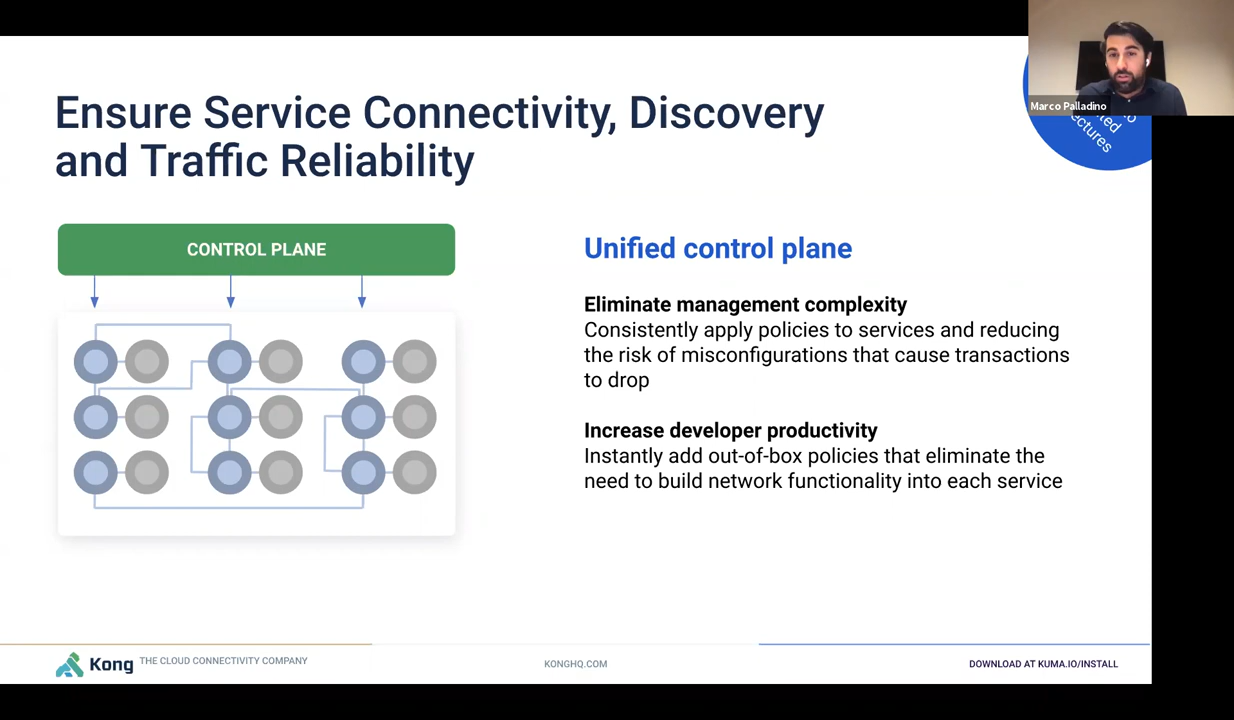 Ensure Service Connectivity, Discovery
and Traffic Reliability
Marco Palladino
CONTROL PLANE
Unified control plane
Eliminate management complexity
Consistently apply policies to services and reducing
the risk of misconfigurations that cause transactions
to drop
Increase developer productivity
Instantly add out-of-box policies that eliminate the
need to build network functionality into each service
Kong
THE CLOUD CONNECTIVITY COMPANY
KONGHQ.COM
DOWNLOAD AT KUMA.IO/INSTALL